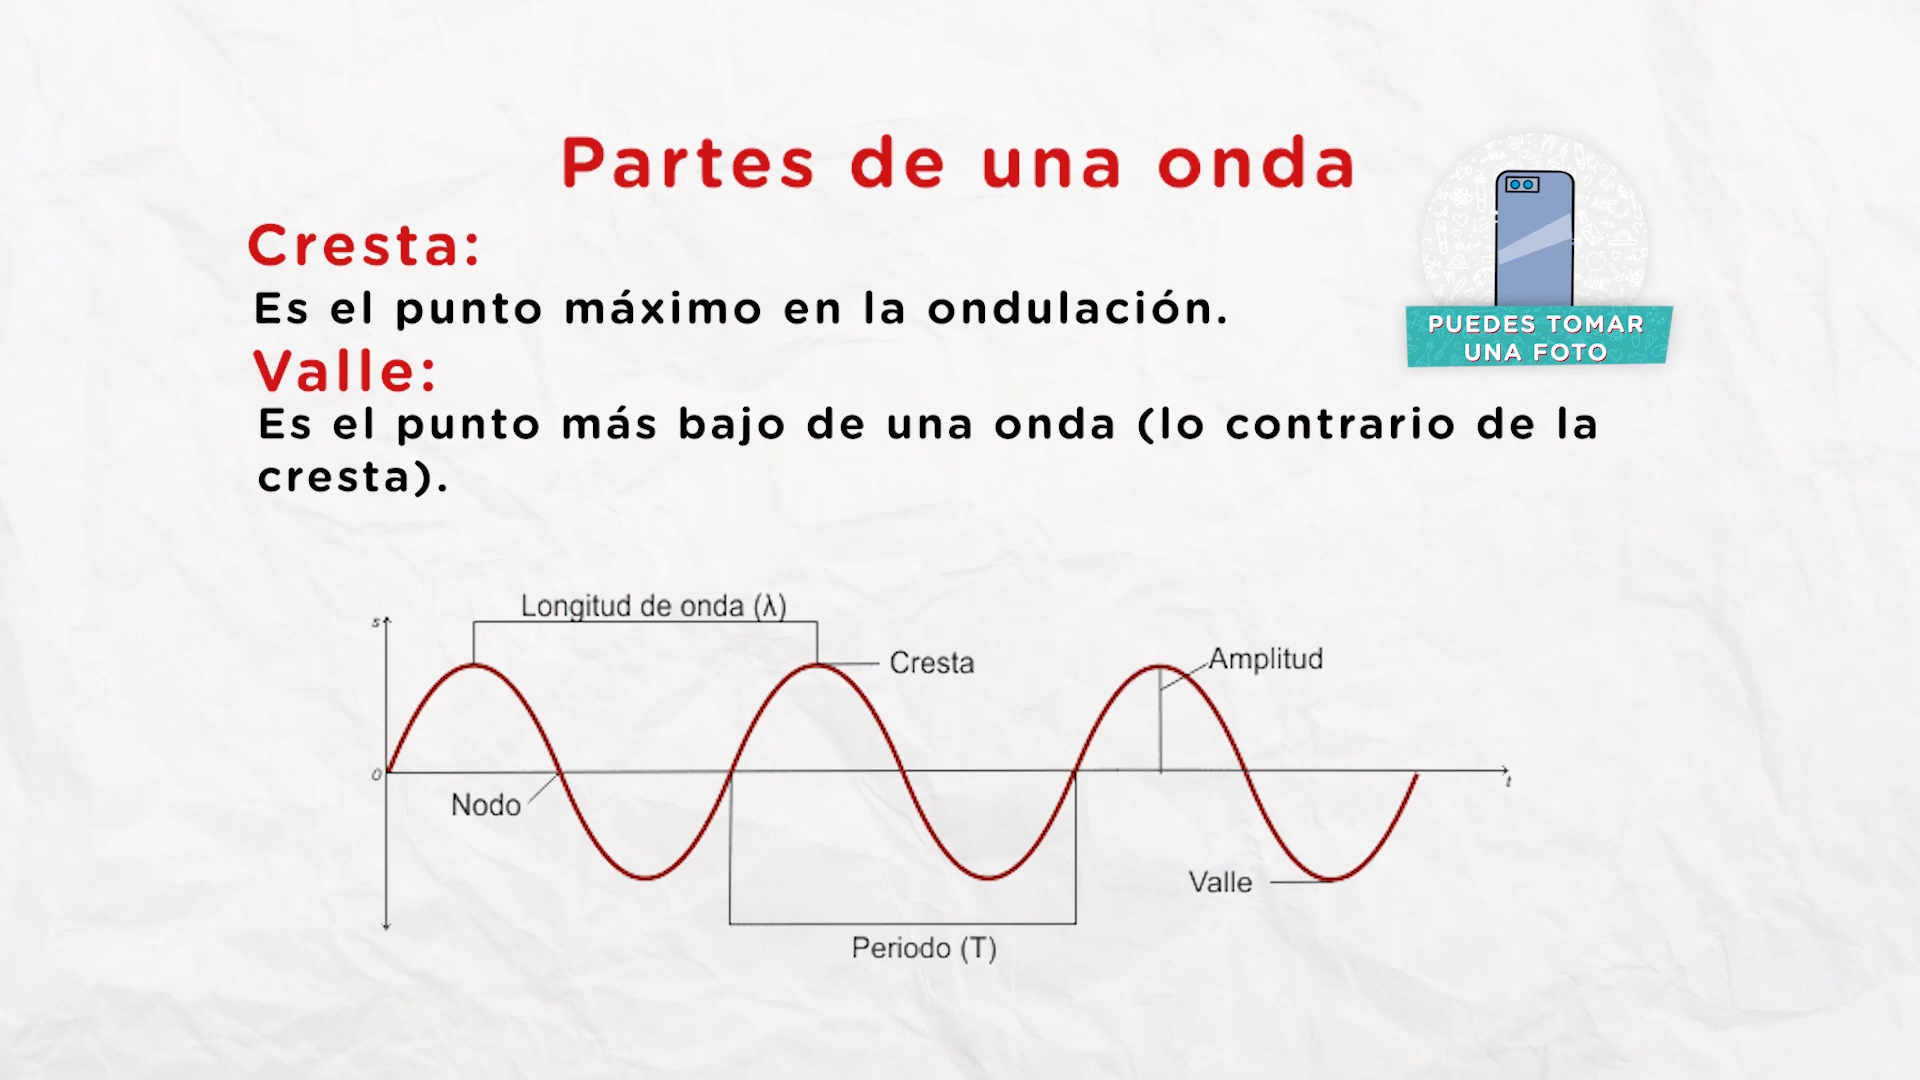 Partes de una onda
Cresta:
Es el punto máximo en la ondulación.
PUEDES TOMAR
UNA FOTO
Valle:
Es el punto más bajo de una onda (lo contrario de la
cresta).
Longitud de onda (λ)
s
Cresta
Amplitud
0
t
Nodo
Valle
Periodo (T)